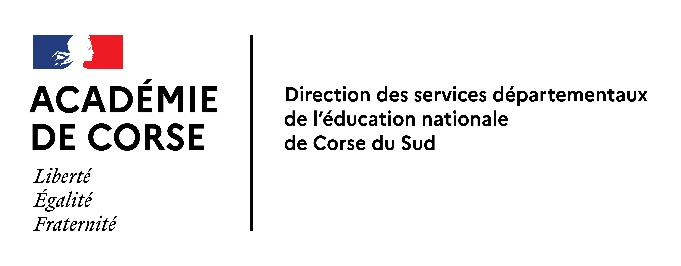 ACADÉMIE
DE CORSE
Liberté
Égalité
Fraternité
Direction des services départementaux
de l'éducation nationale
de Corse du Sud